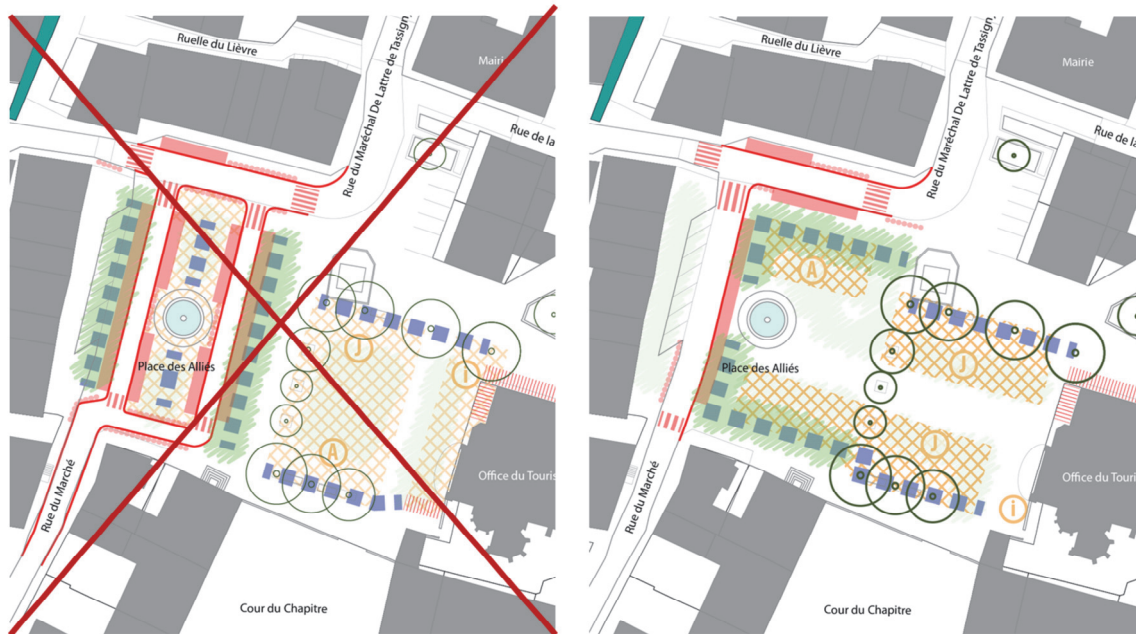 Ruelle du Lièvre
Mairie
Rue du Maréchal De Lattre de Tassign
Rue de la
J
i
Place des Alliés
A
Office du Touris
Rue du Marché
Cour du Chapitre
Ruelle du Lièvre
Mairie
Rue du Maréchal De Lattre de Tassign
Rue de la
A
J
Place des Alliés
J
Office du Touri
i
Rue du Marché
7
Cour du Chapitre